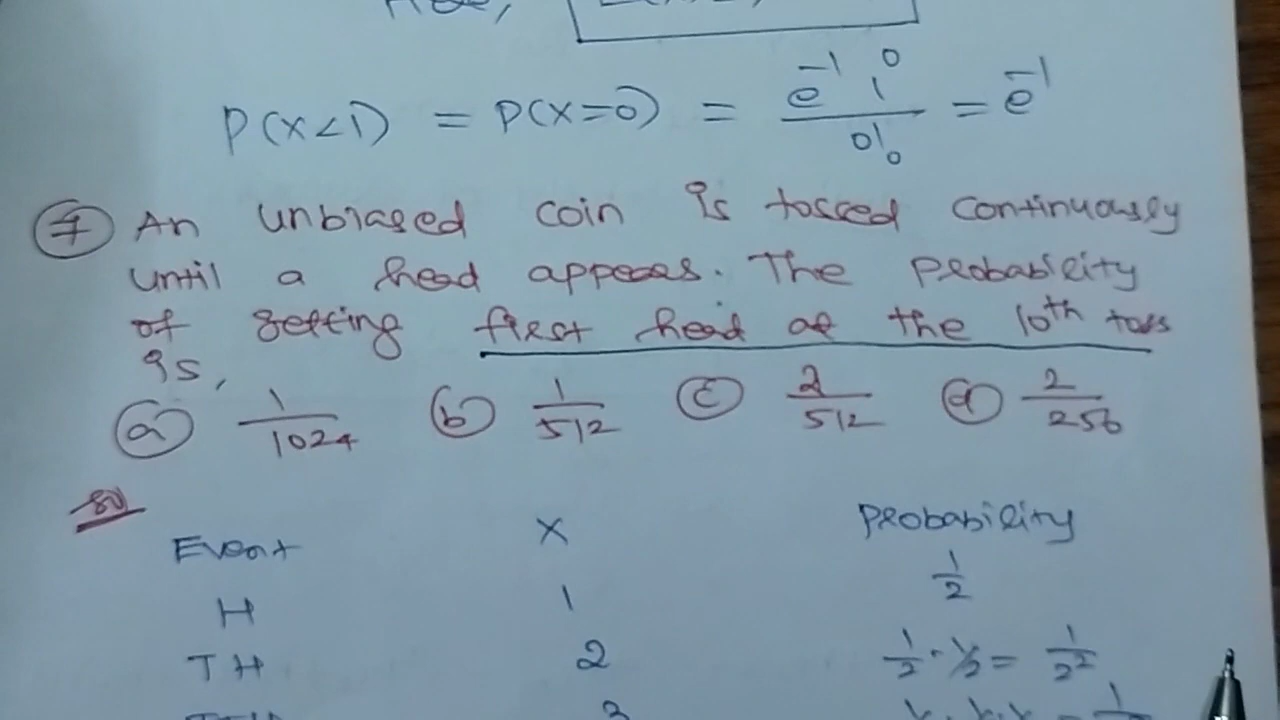 P(X<1) = P(X=0) = e^-1 1^0 / 0! = e^-1
7 An unbiased coin is tossed continuously
until a head appears. The probability
of getting first head at the 10th toss
is,
a 1/1024 b 1/512 c 2/512 d 2/256
Sol
Event X Probability
H 1 1/2
TH 2 1/2 · 1/2 = 1/2^2
3